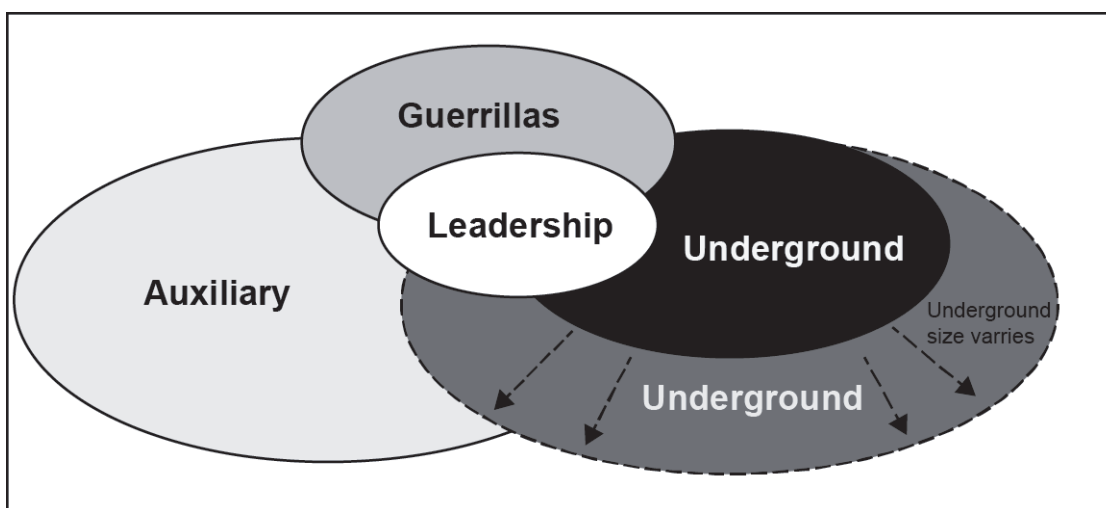 Guerrillas
Leadership
Underground
Auxiliary
Underground
size varries
Underground